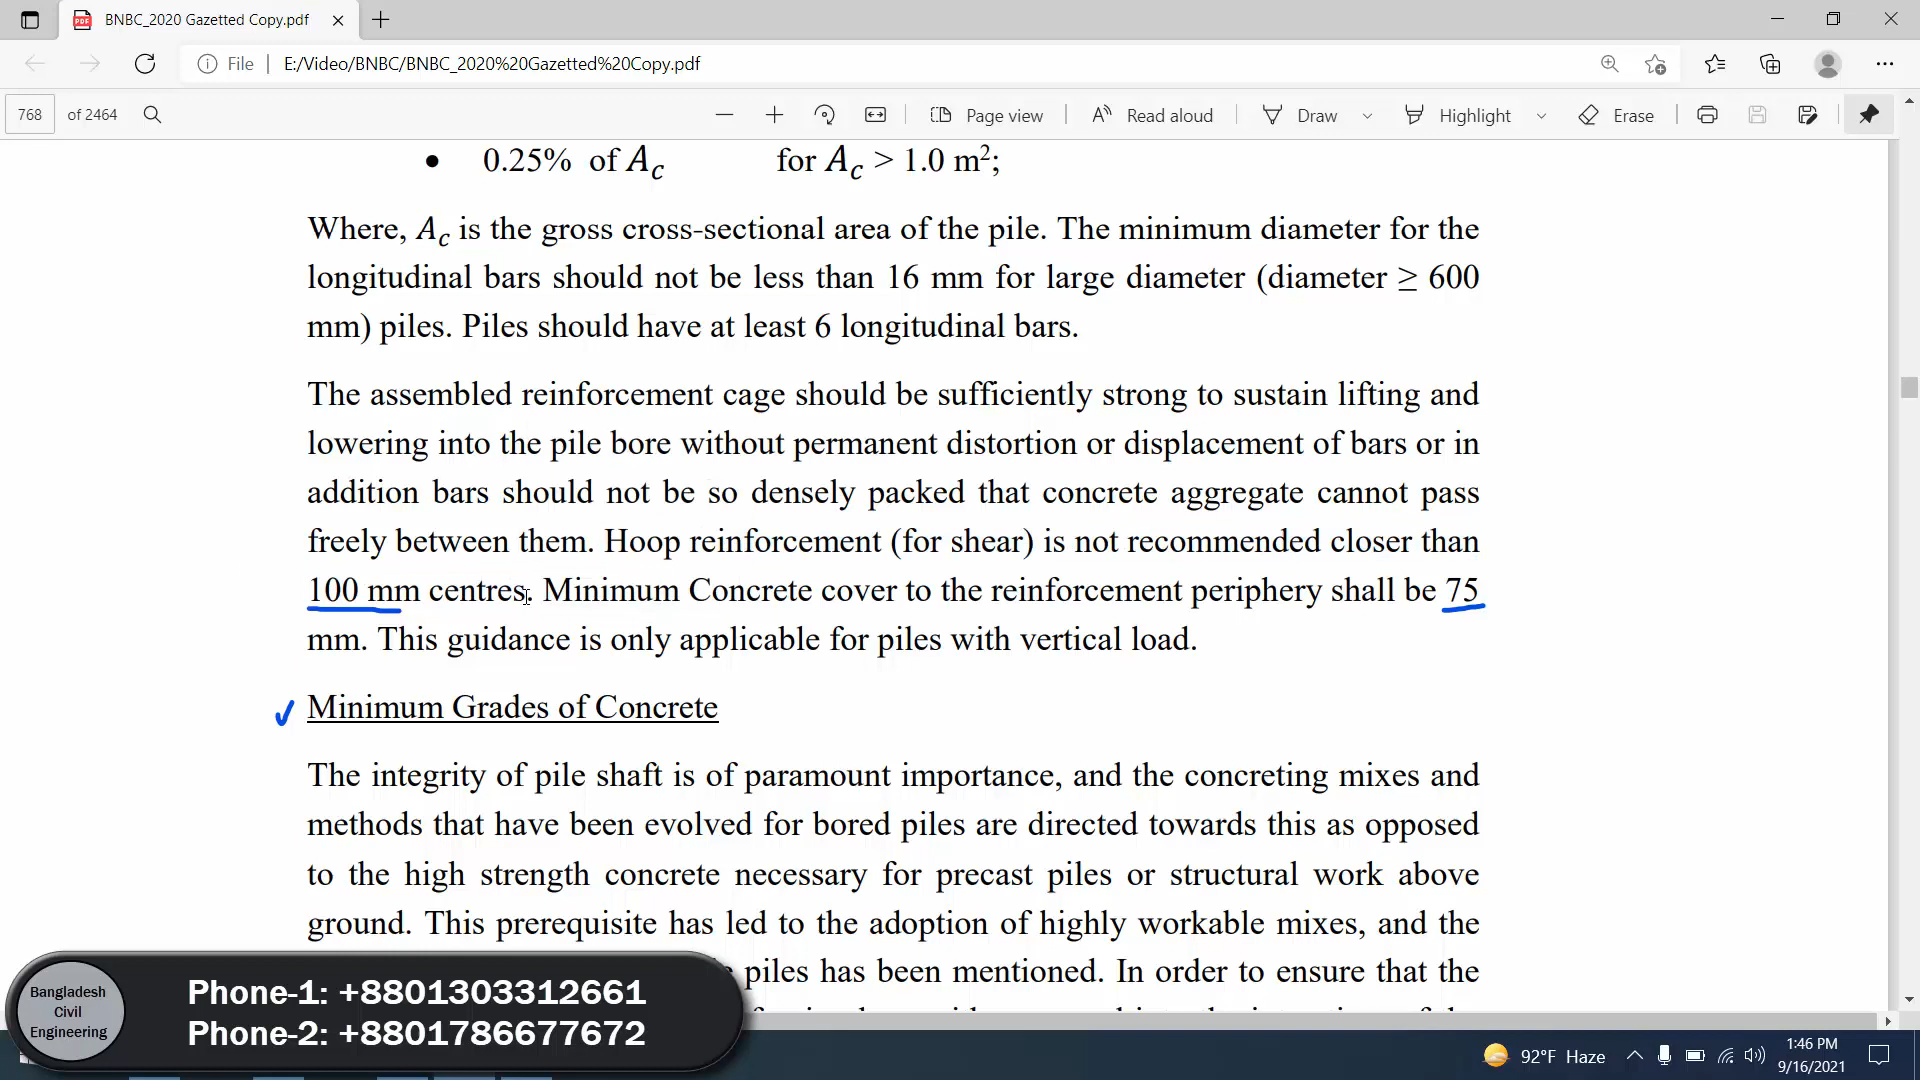 BNBC_2020 Gazetted Copy.pdf
File
E:/Video/BNBC/BNBC_2020%20Gazetted%20Copy.pdf
768 of 2464
Page view
Read aloud
Draw
Highlight
Erase
• 0.25% of A_c for A_c > 1.0 m²;
Where, A_c is the gross cross-sectional area of the pile. The minimum diameter for the
longitudinal bars should not be less than 16 mm for large diameter (diameter ≥ 600
mm) piles. Piles should have at least 6 longitudinal bars.
The assembled reinforcement cage should be sufficiently strong to sustain lifting and
lowering into the pile bore without permanent distortion or displacement of bars or in
addition bars should not be so densely packed that concrete aggregate cannot pass
freely between them. Hoop reinforcement (for shear) is not recommended closer than
100 mm centres. Minimum Concrete cover to the reinforcement periphery shall be 75
mm. This guidance is only applicable for piles with vertical load.
Minimum Grades of Concrete
The integrity of pile shaft is of paramount importance, and the concreting mixes and
methods that have been evolved for bored piles are directed towards this as opposed
to the high strength concrete necessary for precast piles or structural work above
ground. This prerequisite has led to the adoption of highly workable mixes, and the
piles has been mentioned. In order to ensure that the
Bangladesh
Civil
Engineering
Phone-1: +8801303312661
Phone-2: +8801786677672
92°F Haze
1:46 PM
9/16/2021